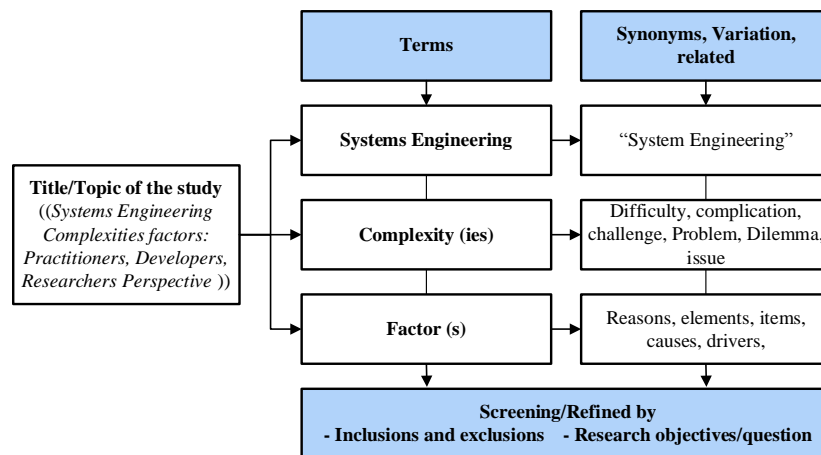 Terms
Synonyms, Variation,
related
Systems Engineering
“System Engineering”
Title/Topic of the study
((Systems Engineering
Complexities factors:
Practitioners, Developers,
Researchers Perspective ))
Complexity (ies)
Difficulty, complication,
challenge, Problem, Dilemma,
issue
Factor (s)
Reasons, elements, items,
causes, drivers,
Screening/Refined by
- Inclusions and exclusions - Research objectives/question